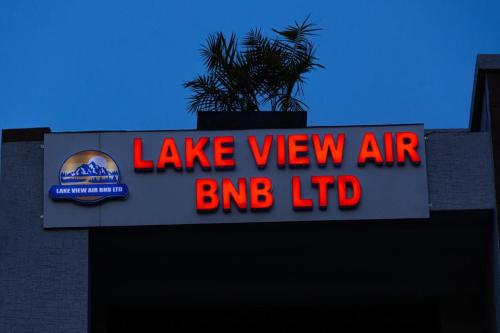 LAKE VIEW AIR
BNB LTD
LAKE VIEW AIR BNB LTD